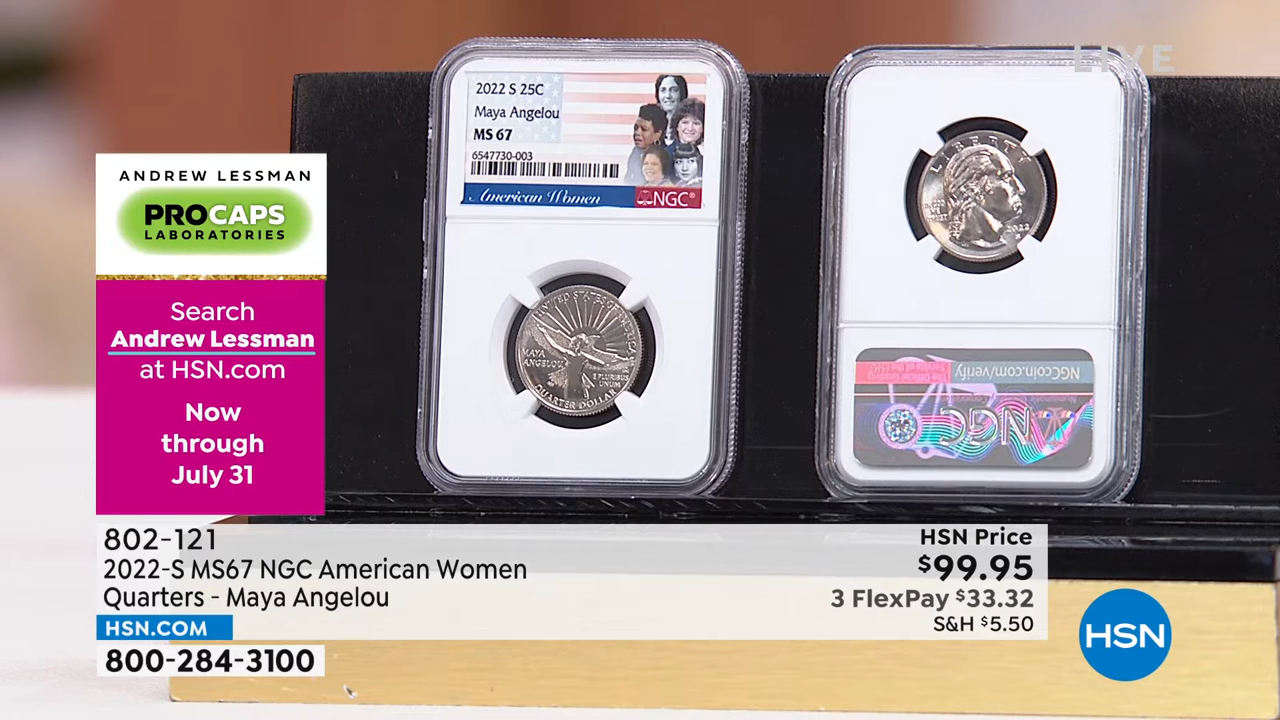 LIVE
2022 S 25C
Maya Angelou
MS 67
6547730-003
American Women
NGC®
LIBERTY
2022
UNITED STATES OF AMERICA
MAYA
ANGELOU
E PLURIBUS
UNUM
QUARTER DOLLAR
NGCcoin.com/verify
NGC
ANDREW LESSMAN
PROCAPS
LABORATORIES
Search
Andrew Lessman
at HSN.com
Now
through
July 31
802-121
2022-S MS67 NGC American Women
Quarters - Maya Angelou
HSN.COM
800-284-3100
HSN Price
$99.95
3 FlexPay $33.32
S&H $5.50
HSN